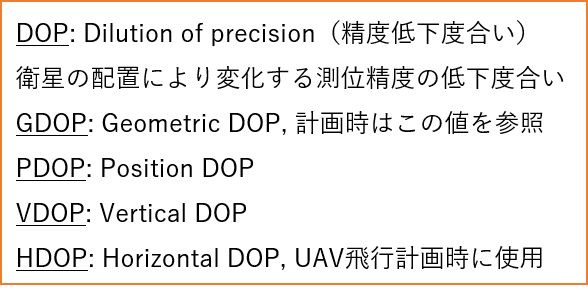 DOP: Dilution of precision（精度低下度合い）
衛星の配置により変化する測位精度の低下度合い
GDOP: Geometric DOP, 計画時はこの値を参照
PDOP: Position DOP
VDOP: Vertical DOP
HDOP: Horizontal DOP, UAV飛行計画時に使用